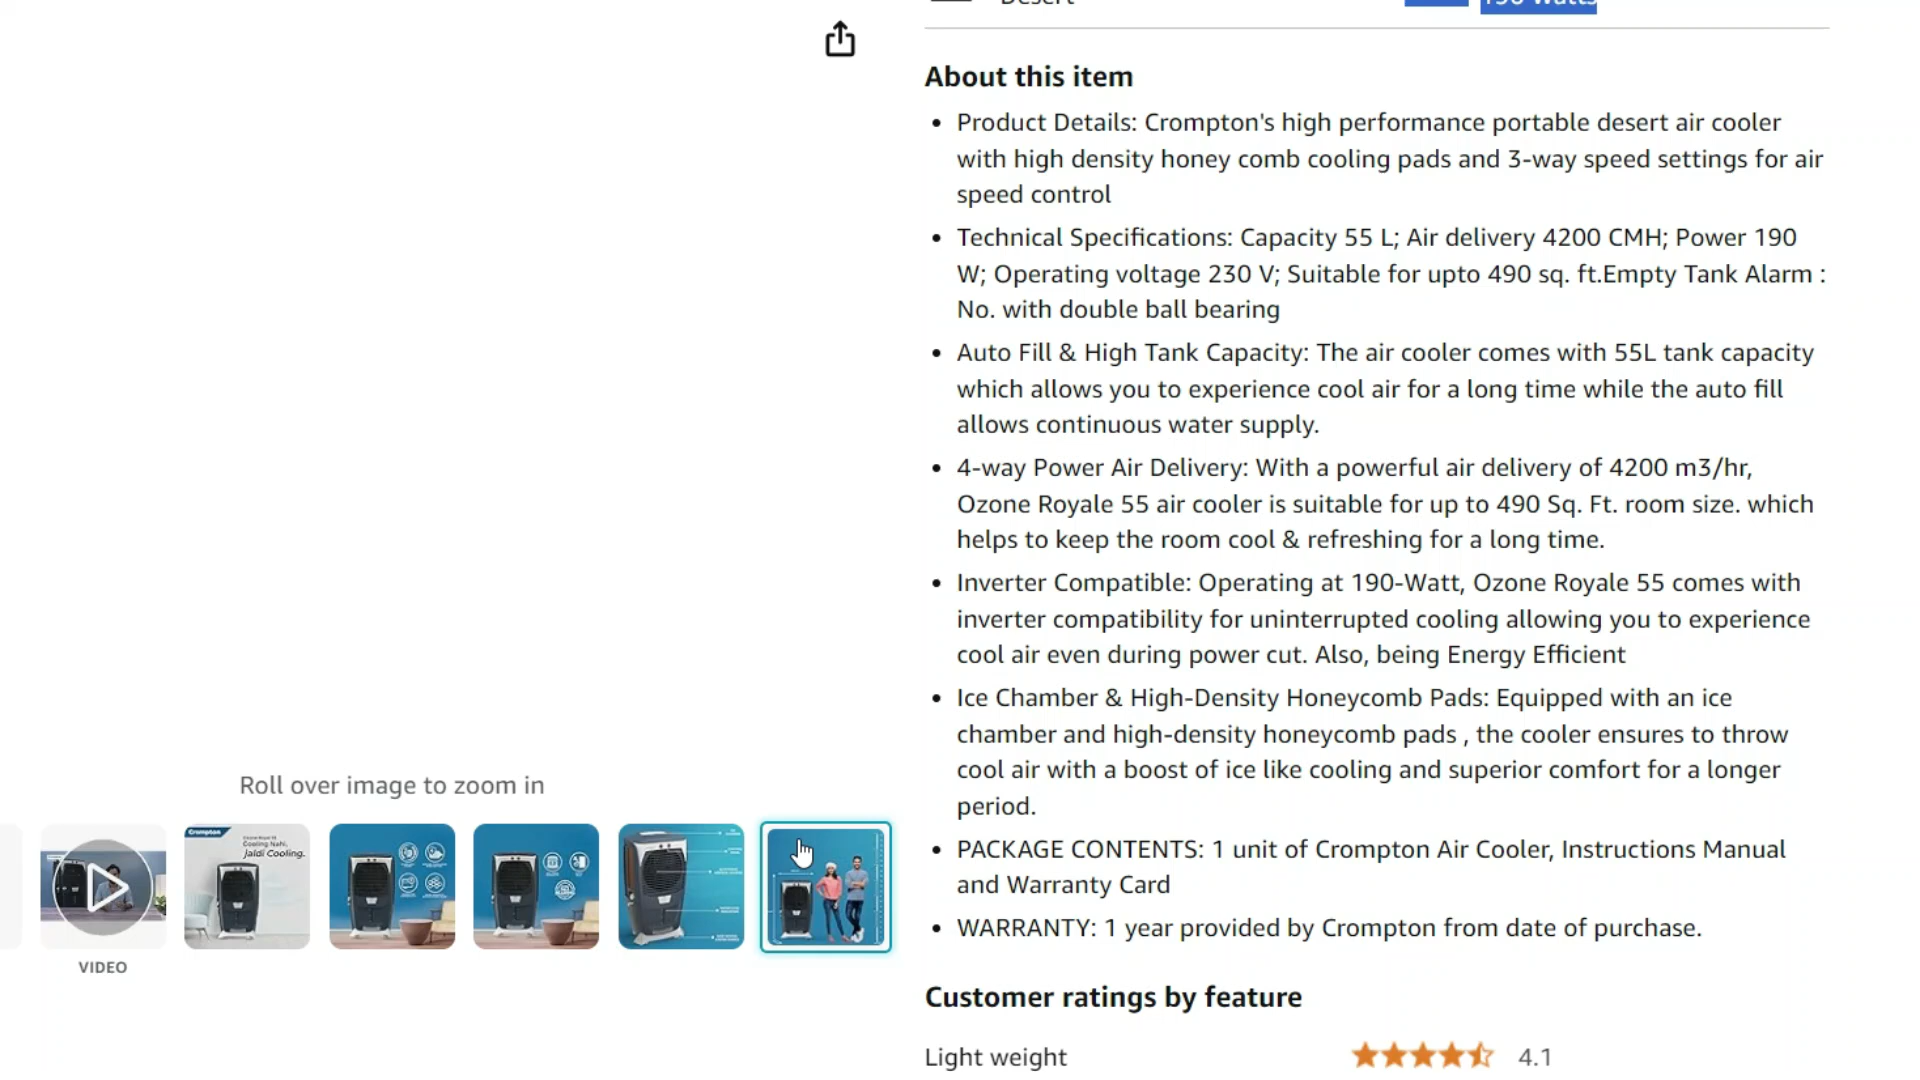 Desert 190 Watts
About this item
• Product Details: Crompton's high performance portable desert air cooler
with high density honey comb cooling pads and 3-way speed settings for air
speed control
• Technical Specifications: Capacity 55 L; Air delivery 4200 CMH; Power 190
W; Operating voltage 230 V; Suitable for upto 490 sq. ft.Empty Tank Alarm :
No. with double ball bearing
• Auto Fill & High Tank Capacity: The air cooler comes with 55L tank capacity
which allows you to experience cool air for a long time while the auto fill
allows continuous water supply.
• 4-way Power Air Delivery: With a powerful air delivery of 4200 m3/hr,
Ozone Royale 55 air cooler is suitable for up to 490 Sq. Ft. room size. which
helps to keep the room cool & refreshing for a long time.
• Inverter Compatible: Operating at 190-Watt, Ozone Royale 55 comes with
inverter compatibility for uninterrupted cooling allowing you to experience
cool air even during power cut. Also, being Energy Efficient
• Ice Chamber & High-Density Honeycomb Pads: Equipped with an ice
chamber and high-density honeycomb pads , the cooler ensures to throw
cool air with a boost of ice like cooling and superior comfort for a longer
period.
• PACKAGE CONTENTS: 1 unit of Crompton Air Cooler, Instructions Manual
and Warranty Card
• WARRANTY: 1 year provided by Crompton from date of purchase.
Customer ratings by feature
Light weight 4.1
Roll over image to zoom in
Crompton
Cooling Nahi,
Jaldi Cooling.
VIDEO